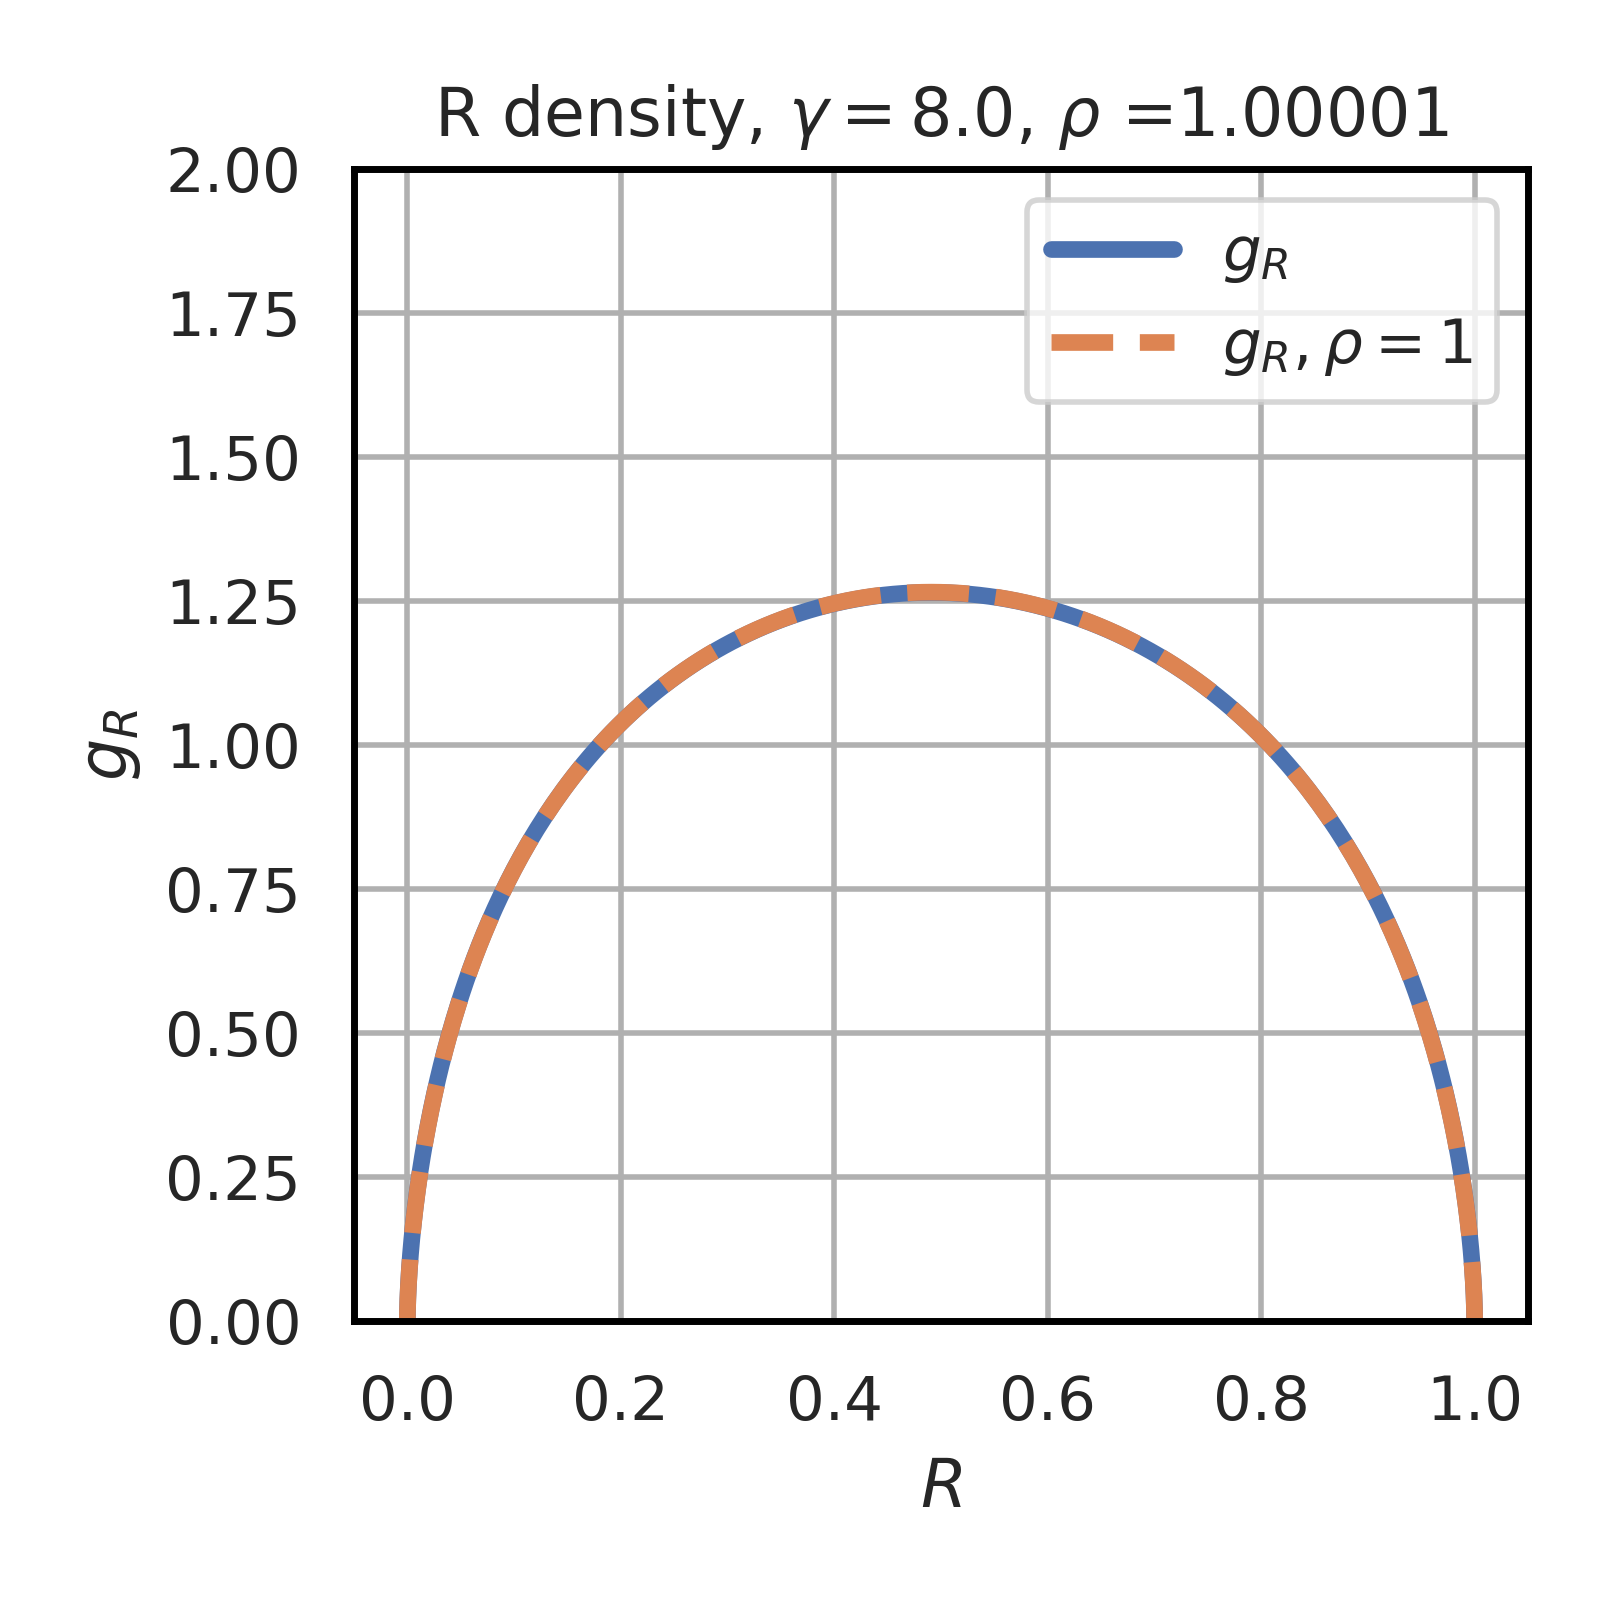 R density, γ = 8.0, ρ =1.00001
g_R
g_R, ρ = 1
2.00
1.75
1.50
1.25
1.00
0.75
0.50
0.25
0.00
g_R
0.0 0.2 0.4 0.6 0.8 1.0
R